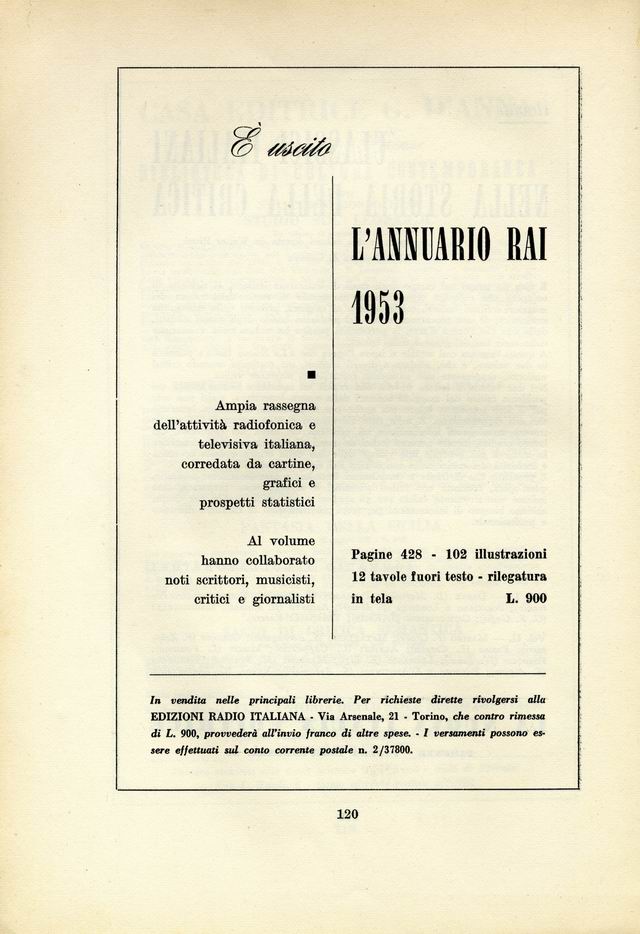 È uscito
L'ANNUARIO RAI
1953
Ampia rassegna
dell'attività radiofonica e
televisiva italiana,
corredata da cartine,
grafici e
prospetti statistici
Al volume
hanno collaborato
noti scrittori, musicisti,
critici e giornalisti
Pagine 428 - 102 illustrazioni
12 tavole fuori testo - rilegatura
in tela L. 900
In vendita nelle principali librerie. Per richieste dirette rivolgersi alla
EDIZIONI RADIO ITALIANA - Via Arsenale, 21 - Torino, che contro rimessa
di L. 900, provvederà all'invio franco di altre spese. - I versamenti possono es-
sere effettuati sul conto corrente postale n. 2/37800.
120